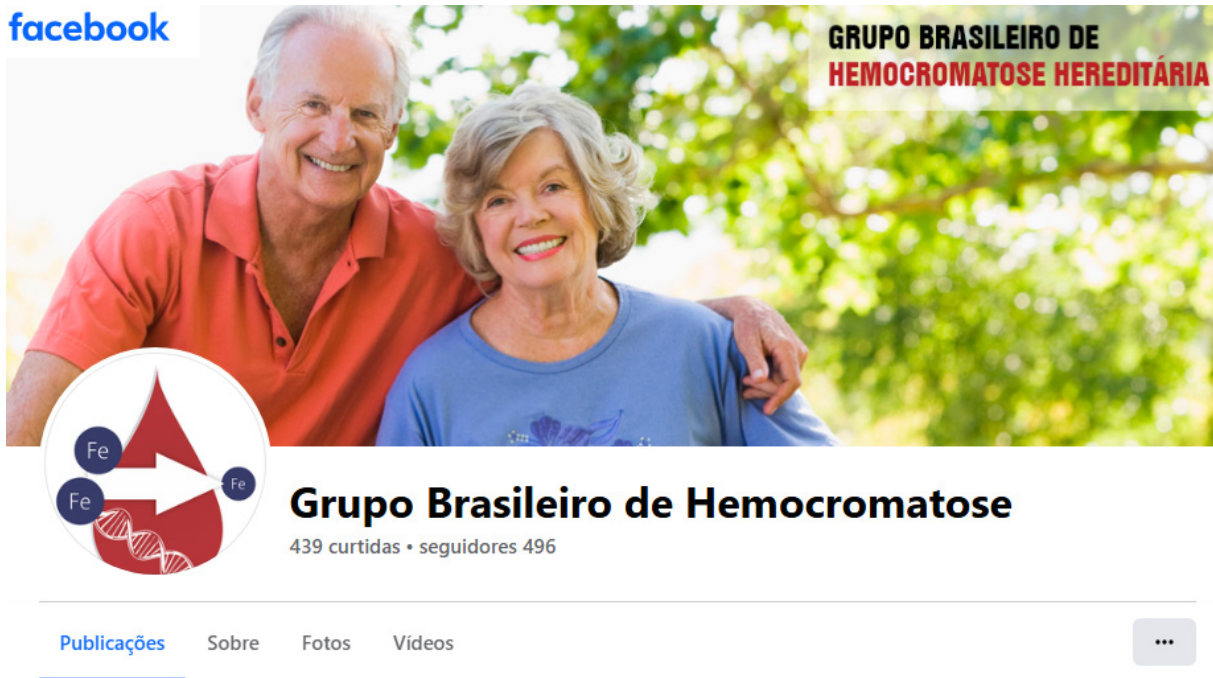 facebook
GRUPO BRASILEIRO DE
HEMOCROMATOSE HEREDITÁRIA
Fe
Fe
Fe
Grupo Brasileiro de Hemocromatose
439 curtidas • seguidores 496
Publicações Sobre Fotos Vídeos